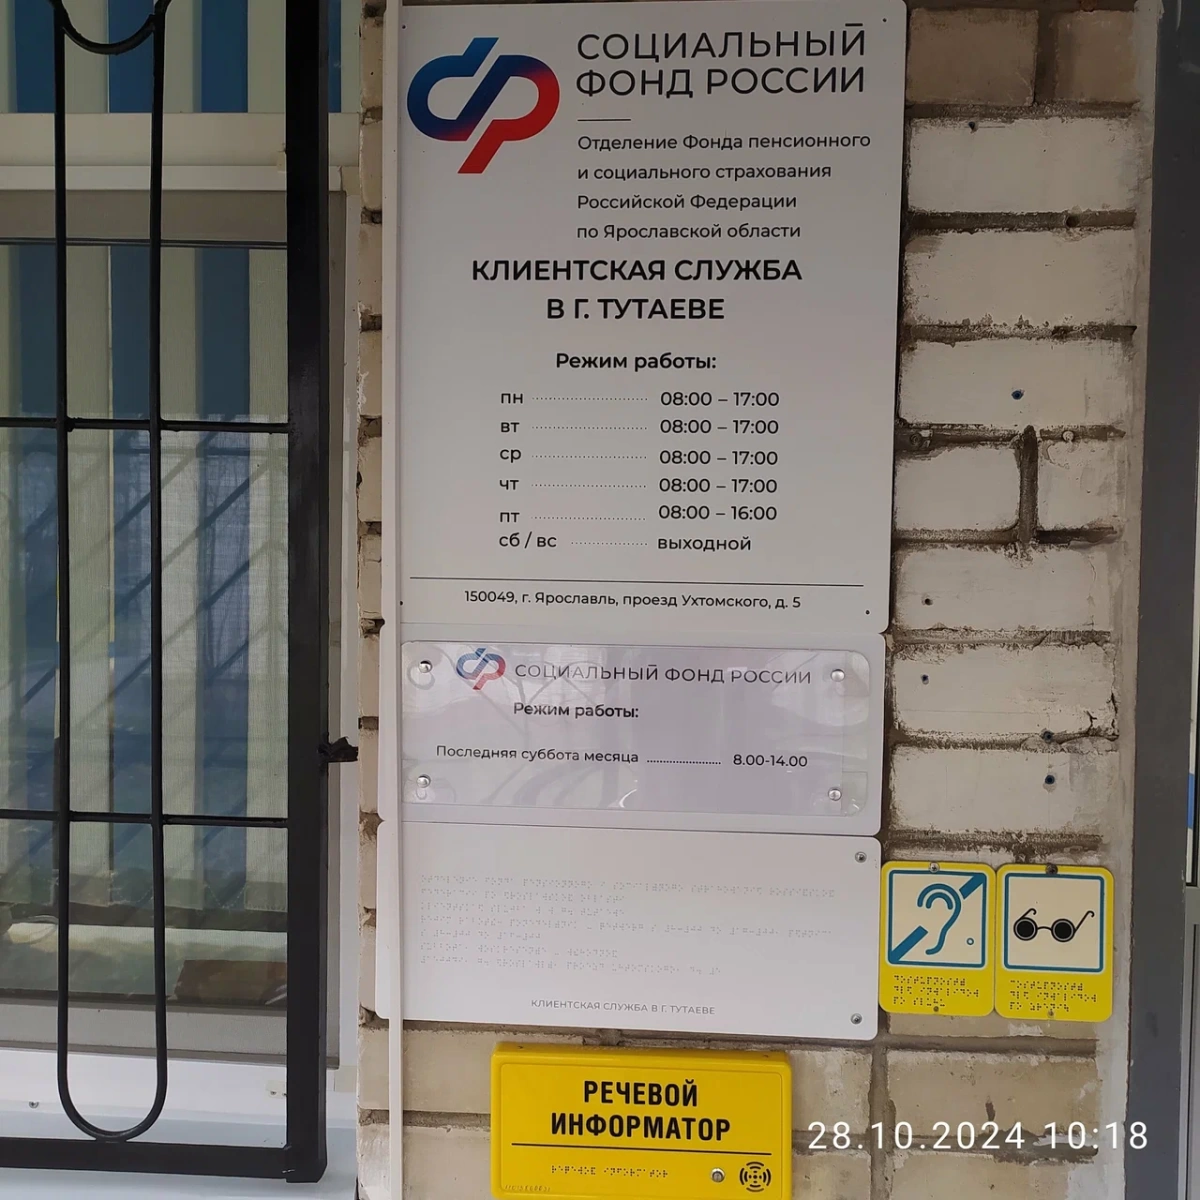 СОЦИАЛЬНЫЙ
ФОНД РОССИИ
Отделение Фонда пенсионного
и социального страхования
Российской Федерации
по Ярославской области
КЛИЕНТСКАЯ СЛУЖБА
В Г. ТУТАЕВЕ
Режим работы:
пн 08:00 – 17:00
вт 08:00 – 17:00
ср 08:00 – 17:00
чт 08:00 – 17:00
пт 08:00 – 16:00
сб / вс выходной
150049, г. Ярославль, проезд Ухтомского, д. 5
СОЦИАЛЬНЫЙ ФОНД РОССИИ
Режим работы:
Последняя суббота месяца 8.00-14.00
КЛИЕНТСКАЯ СЛУЖБА В Г. ТУТАЕВЕ
РЕЧЕВОЙ
ИНФОРМАТОР
28.10.2024 10:18